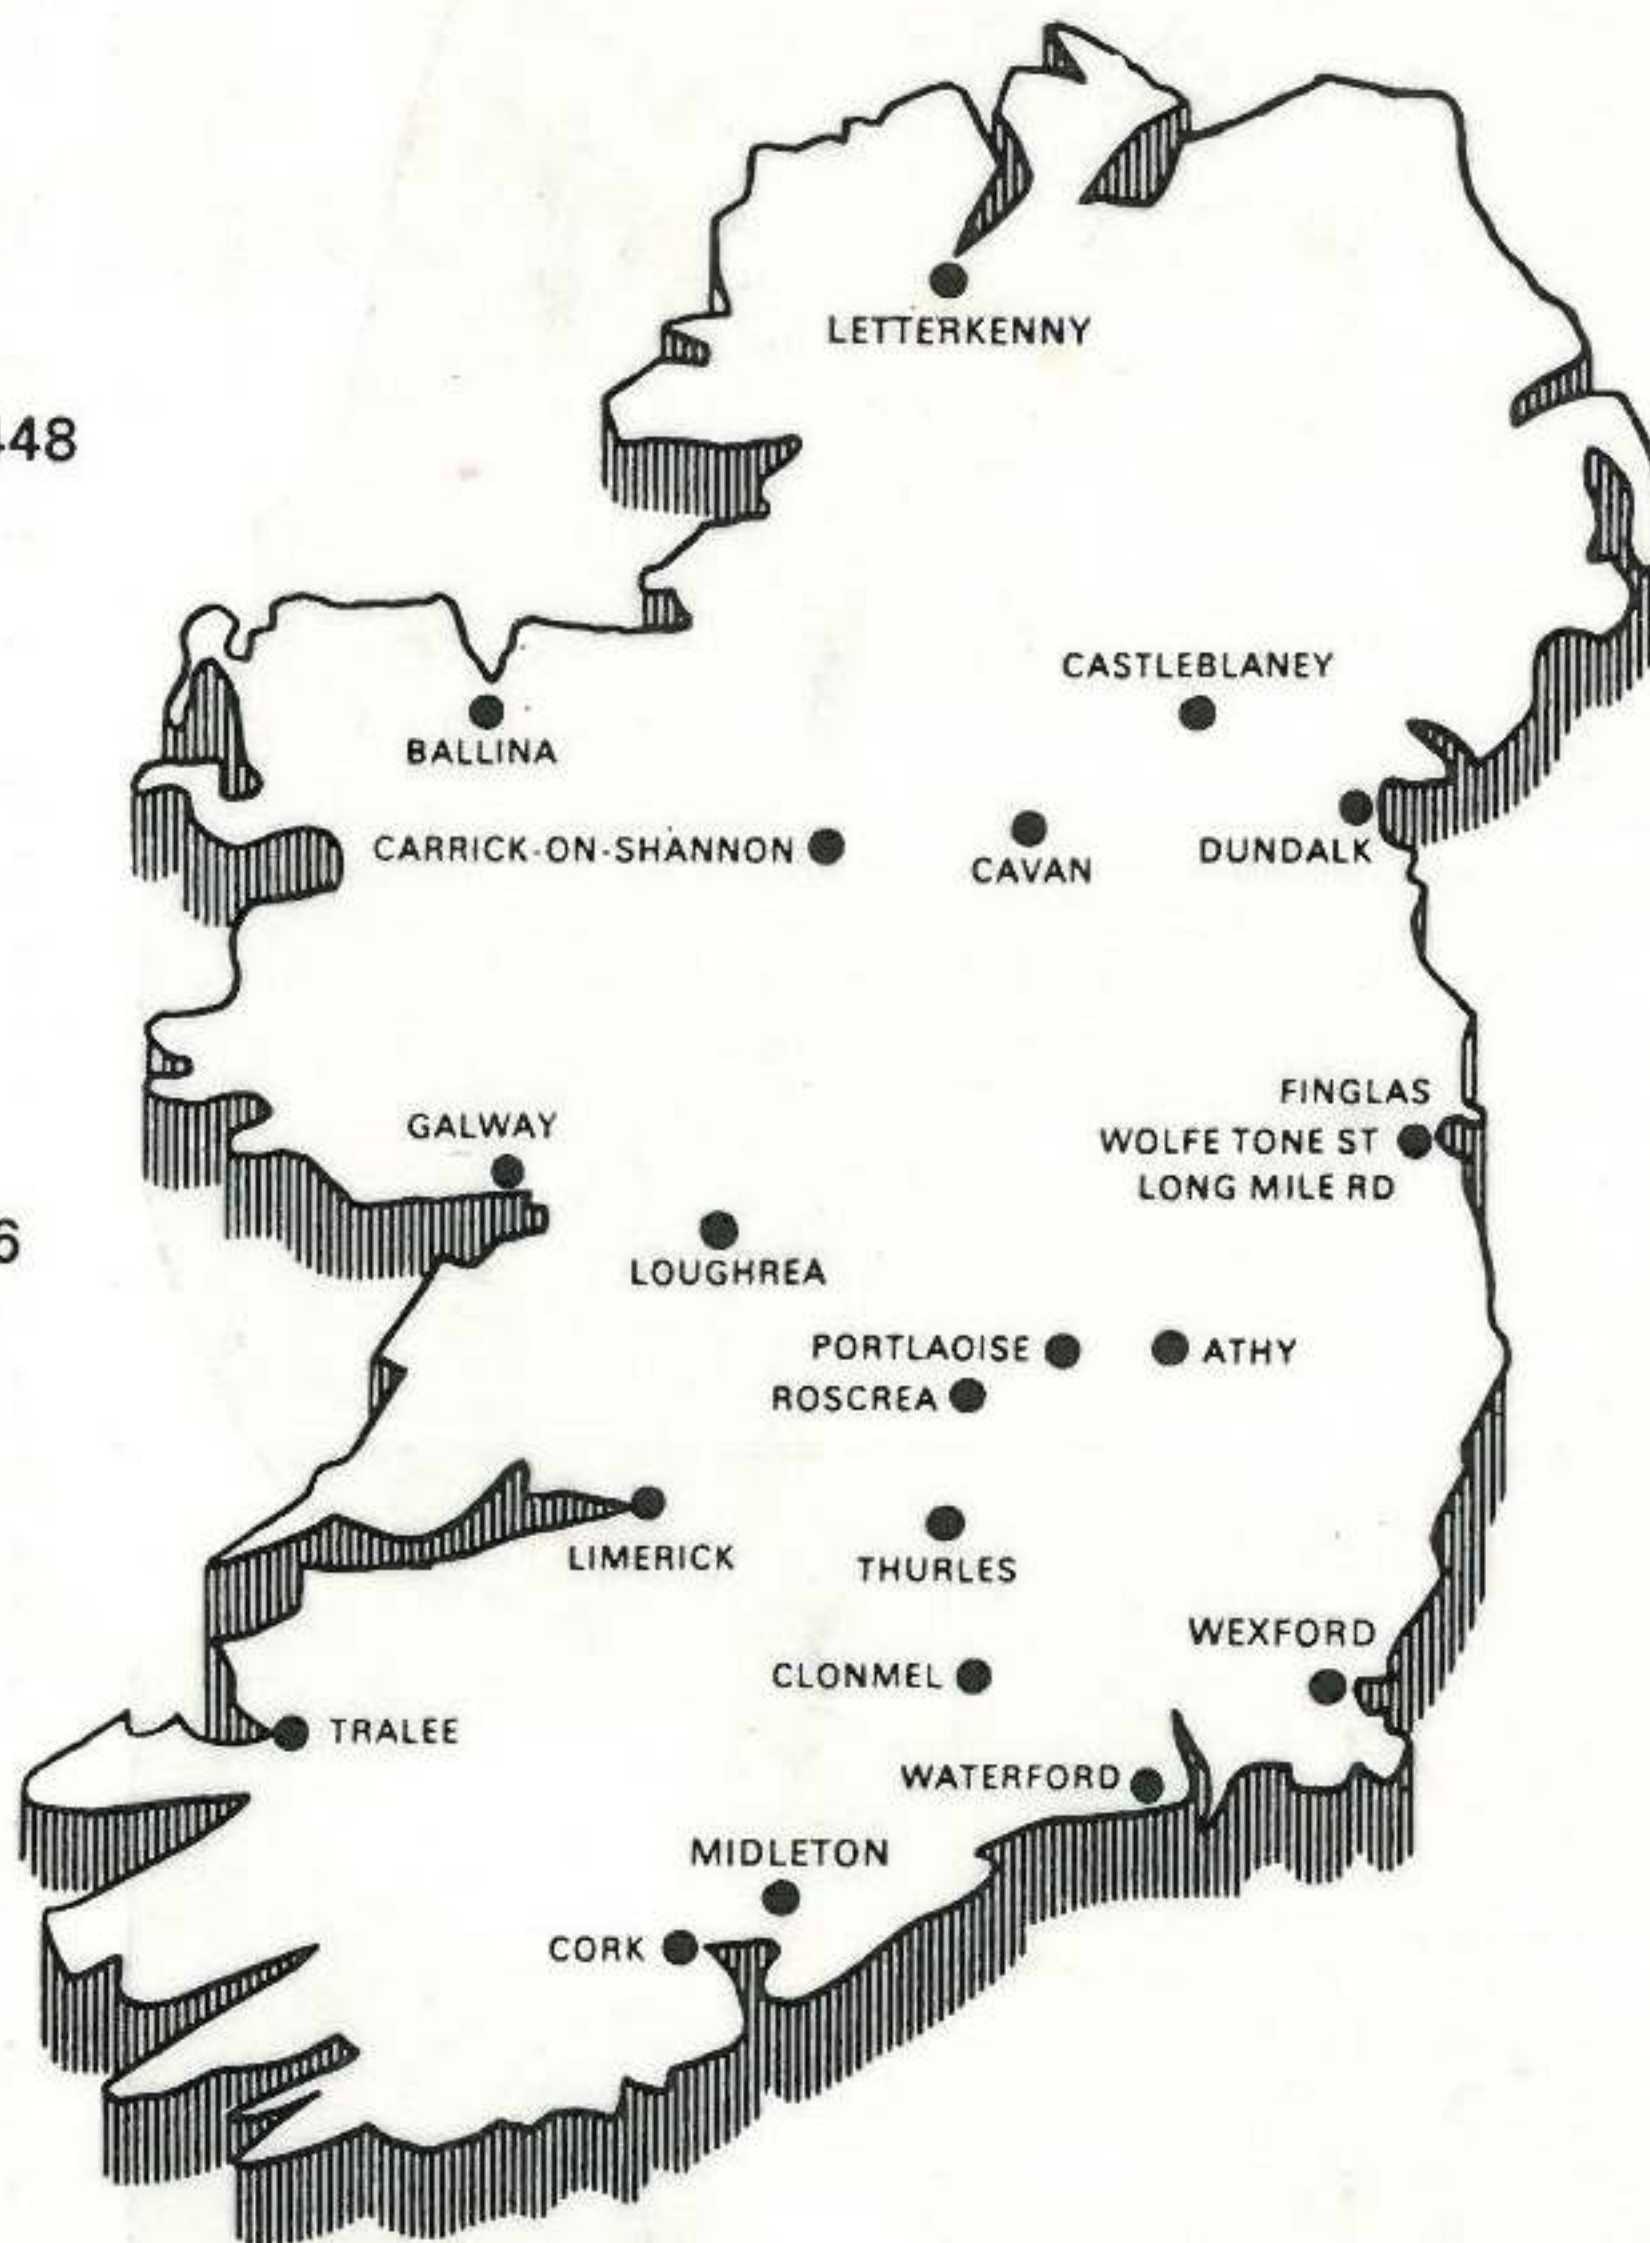 LETTERKENNY
48
CASTLEBLANEY
BALLINA
CARRICK-ON-SHANNON
CAVAN
DUNDALK
FINGLAS
GALWAY
WOLFE TONE ST
LONG MILE RD
6
LOUGHREA
PORTLAOISE
ATHY
ROSCREA
LIMERICK
THURLES
WEXFORD
CLONMEL
TRALEE
WATERFORD
MIDLETON
CORK